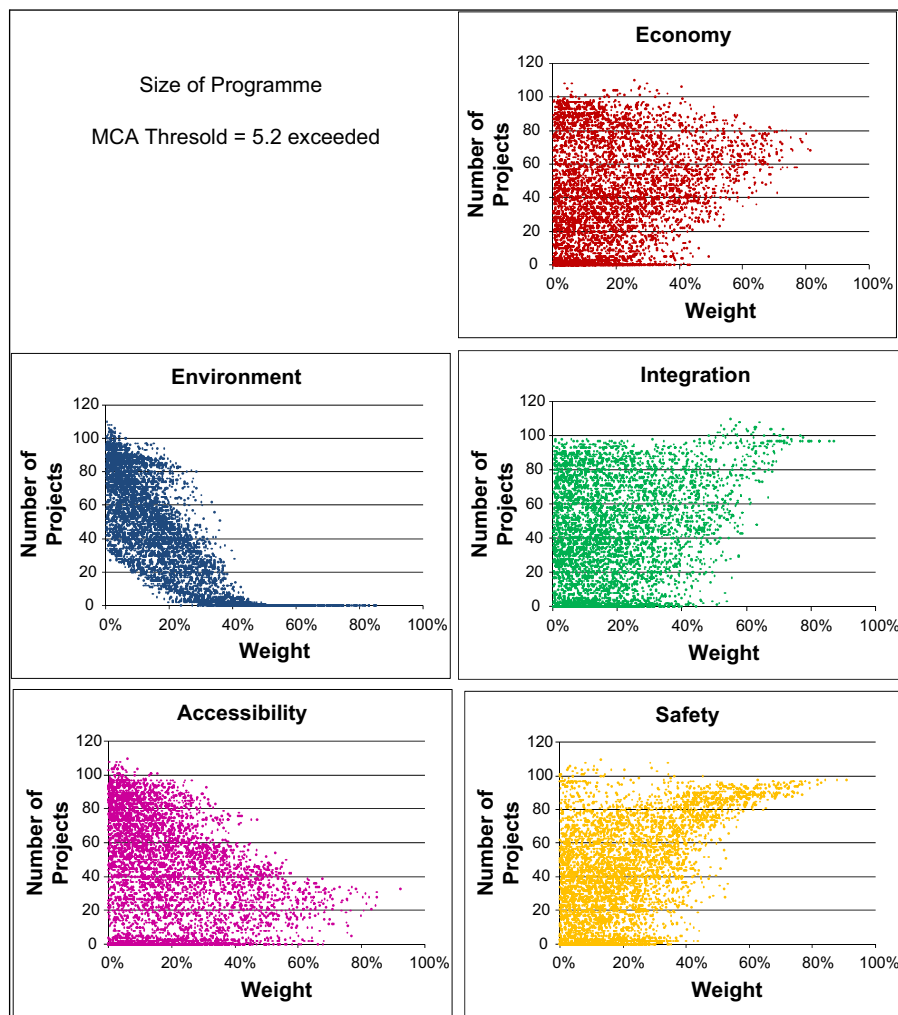 Size of Programme
MCA Thresold = 5.2 exceeded
Economy
Number of
Projects
120
100
80
60
40
20
0
0% 20% 40% 60% 80% 100%
Weight
Environment
Number of
Projects
120
100
80
60
40
20
0
0% 20% 40% 60% 80% 100%
Weight
Integration
Number of
Projects
120
100
80
60
40
20
0
0% 20% 40% 60% 80% 100%
Weight
Accessibility
Number of
Projects
120
100
80
60
40
20
0
0% 20% 40% 60% 80% 100%
Weight
Safety
Number of
Projects
120
100
80
60
40
20
0
0% 20% 40% 60% 80% 100%
Weight